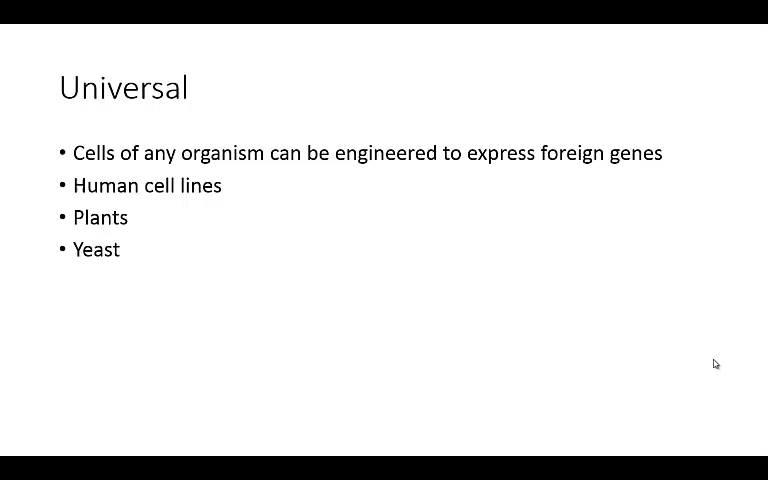 Universal
• Cells of any organism can be engineered to express foreign genes
• Human cell lines
• Plants
• Yeast